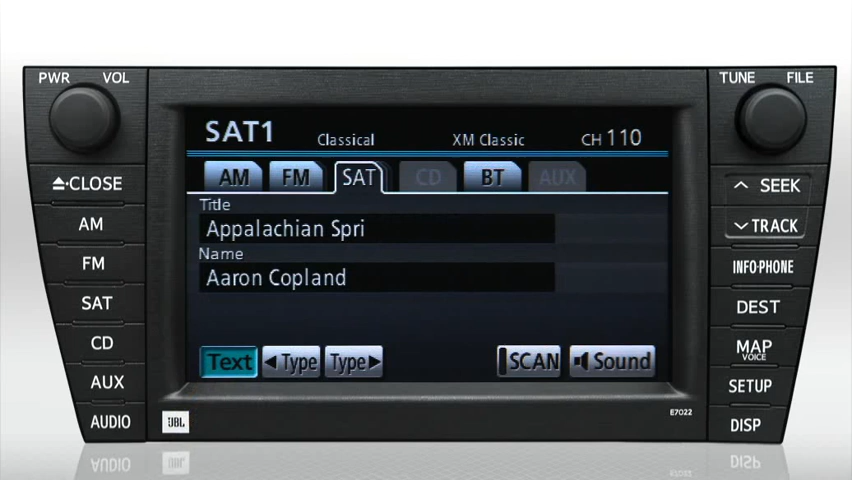 PWR VOL
TUNE FILE
SAT1 Classical XM Classic CH 110
AM FM SAT CD BT AUX
Title
Appalachian Spri
Name
Aaron Copland
Text Type Type SCAN Sound
CLOSE
AM
FM
SAT
CD
AUX
AUDIO
SEEK
TRACK
INFO·PHONE
DEST
MAP
VOICE
SETUP
DISP
JBL
E7022